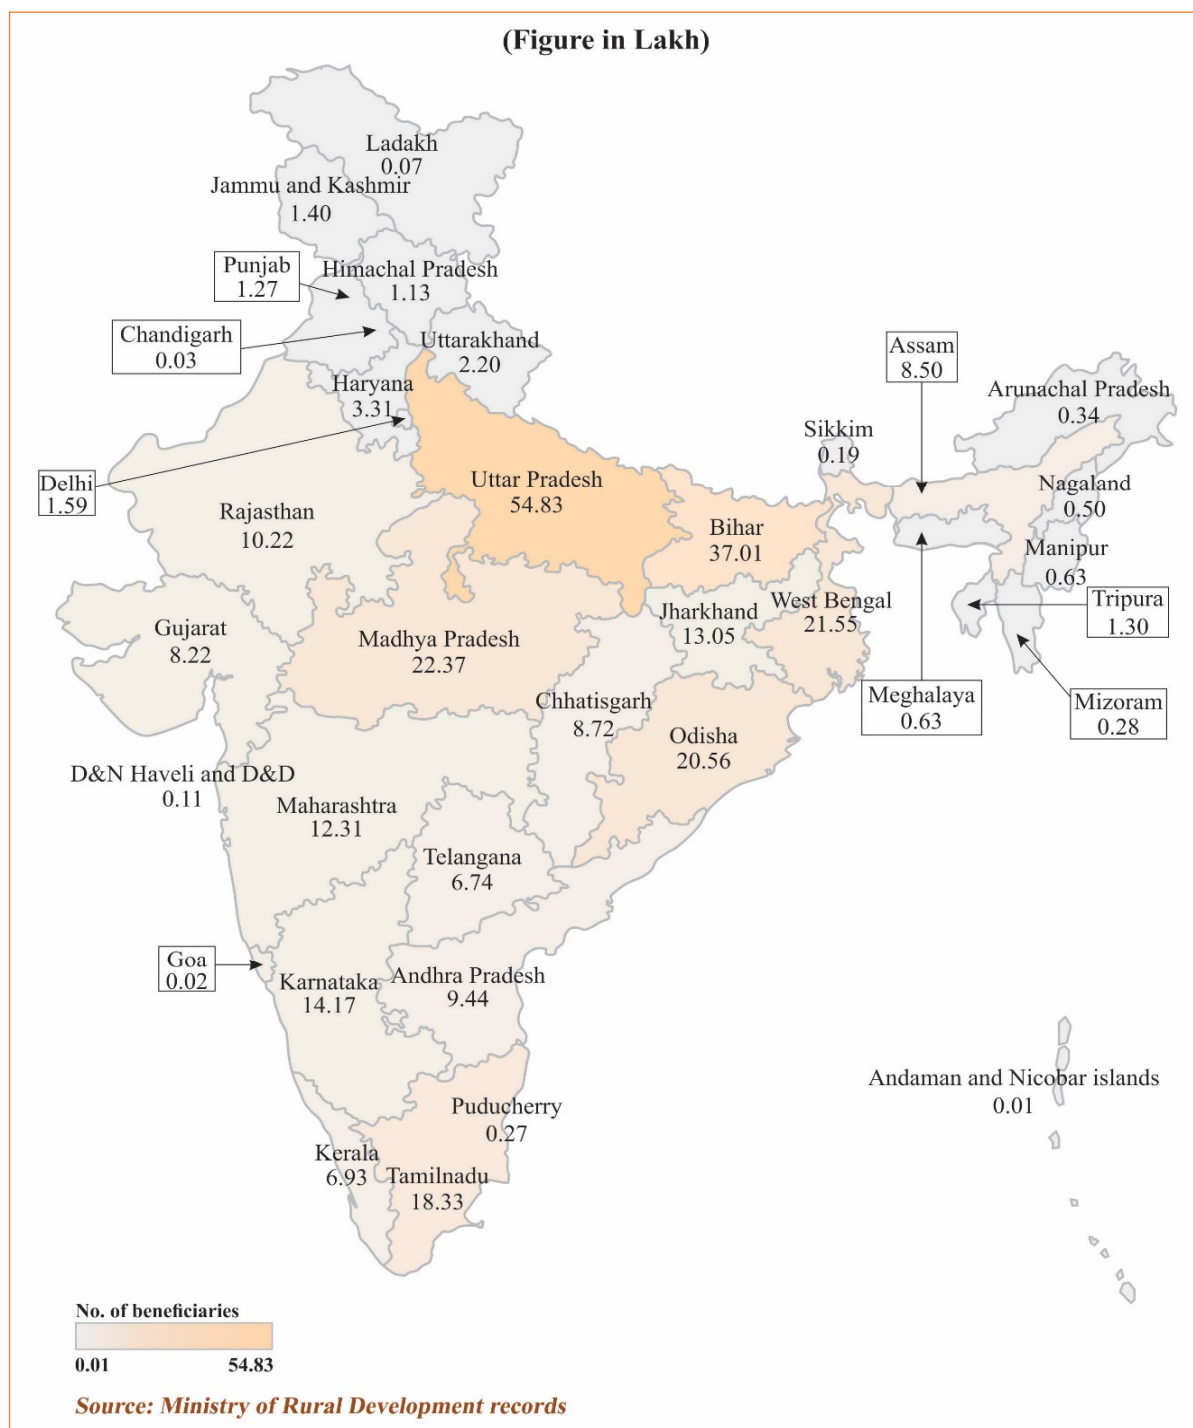 (Figure in Lakh)
Ladakh
0.07
Jammu and Kashmir
1.40
Punjab
1.27
Himachal Pradesh
1.13
Chandigarh
0.03
Uttarakhand
2.20
Assam
8.50
Haryana
3.31
Arunachal Pradesh
0.34
Sikkim
0.19
Delhi
1.59
Uttar Pradesh
54.83
Nagaland
0.50
Rajasthan
10.22
Bihar
37.01
Manipur
0.63
Jharkhand
13.05
West Bengal
21.55
Tripura
1.30
Gujarat
8.22
Madhya Pradesh
22.37
Chhatisgarh
8.72
Meghalaya
0.63
Mizoram
0.28
Odisha
20.56
D&N Haveli and D&D
0.11
Maharashtra
12.31
Telangana
6.74
Goa
0.02
Karnataka
14.17
Andhra Pradesh
9.44
Andaman and Nicobar islands
0.01
Puducherry
0.27
Kerala
6.93
Tamilnadu
18.33
No. of beneficiaries
0.01 54.83
Source: Ministry of Rural Development records